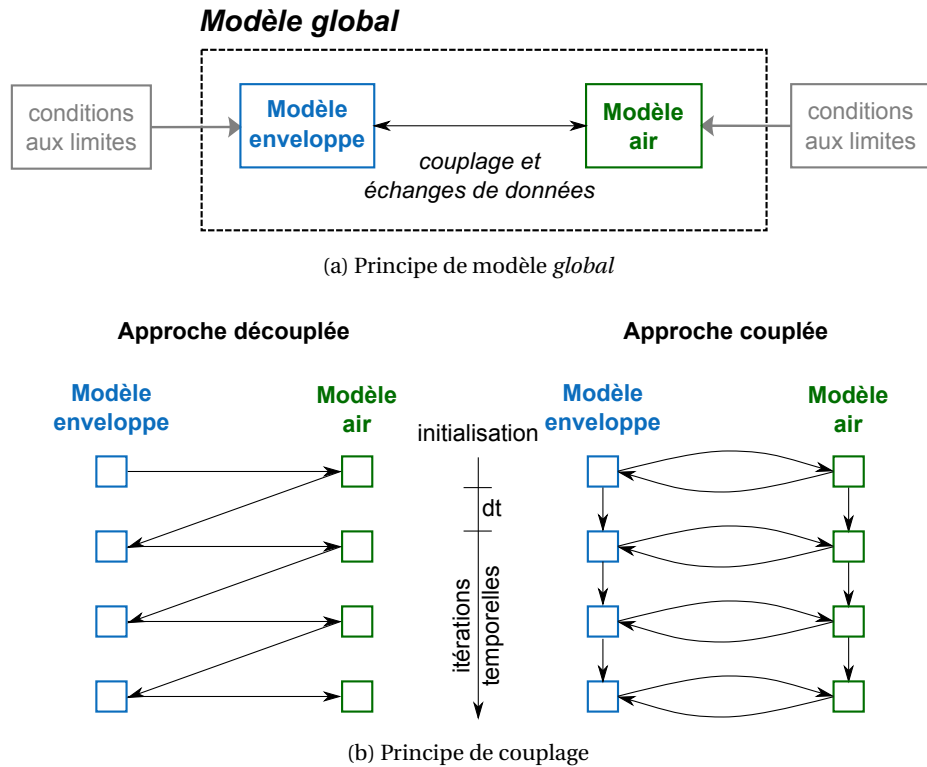 Modèle global
conditions
aux limites
Modèle
enveloppe
couplage et
échanges de données
Modèle
air
conditions
aux limites
(a) Principe de modèle global
Approche découplée
Approche couplée
Modèle
enveloppe
Modèle
air
initialisation
dt
itérations
temporelles
Modèle
enveloppe
Modèle
air
(b) Principe de couplage